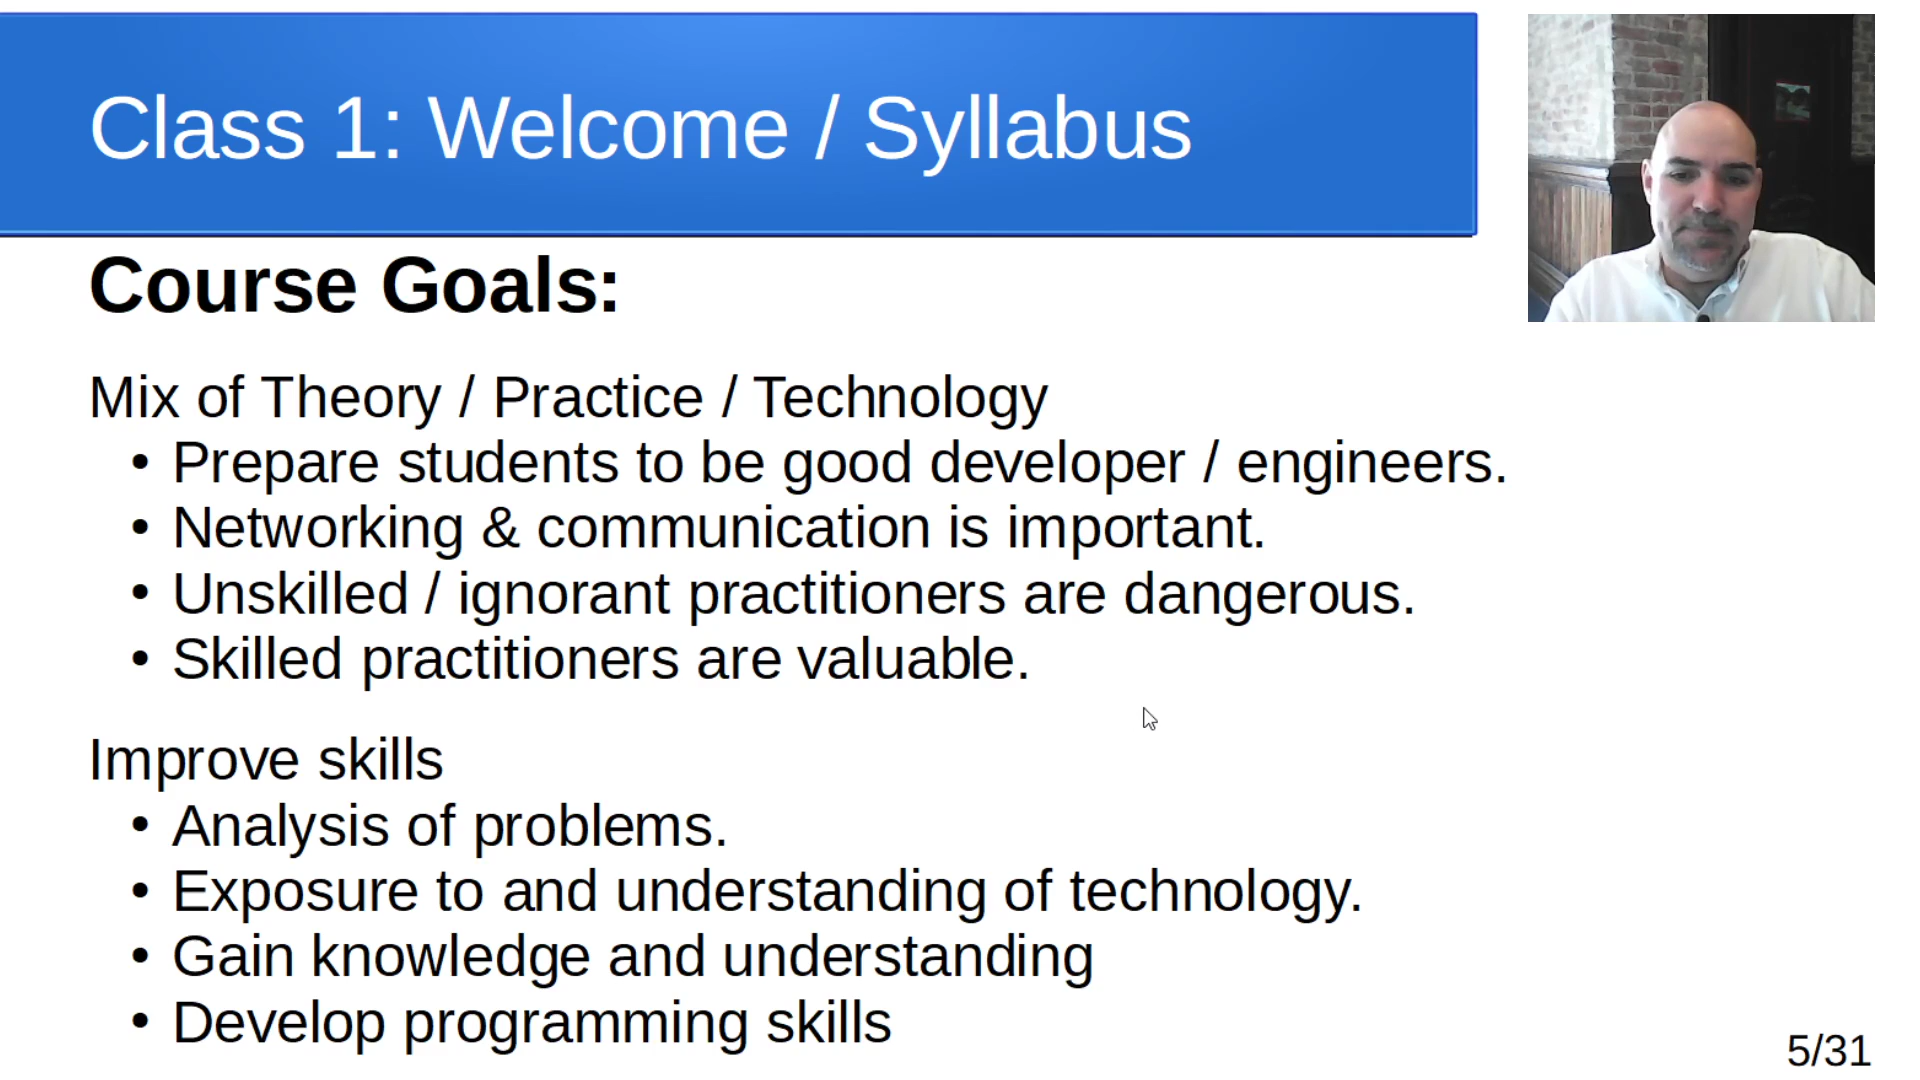 Class 1: Welcome / Syllabus
Course Goals:
Mix of Theory / Practice / Technology
• Prepare students to be good developer / engineers.
• Networking & communication is important.
• Unskilled / ignorant practitioners are dangerous.
• Skilled practitioners are valuable.
Improve skills
• Analysis of problems.
• Exposure to and understanding of technology.
• Gain knowledge and understanding
• Develop programming skills
5/31